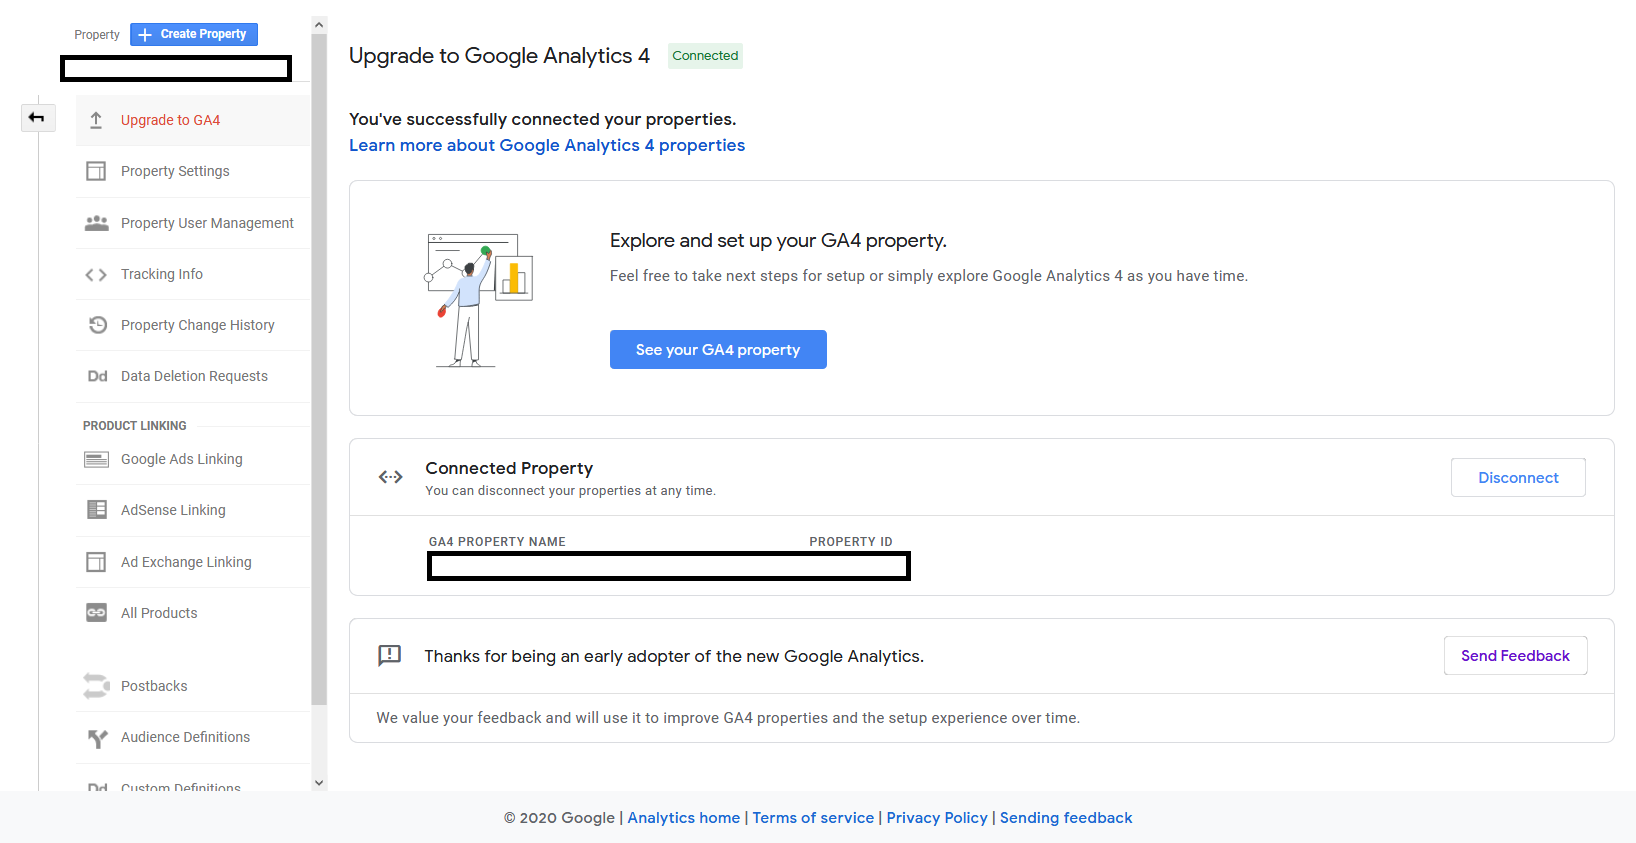 Property
Create Property
Upgrade to GA4
Property Settings
Property User Management
Tracking Info
Property Change History
Dd Data Deletion Requests
PRODUCT LINKING
Google Ads Linking
AdSense Linking
Ad Exchange Linking
All Products
Postbacks
Audience Definitions
Dd Custom Definitions
Upgrade to Google Analytics 4 Connected
You've successfully connected your properties.
Learn more about Google Analytics 4 properties
Explore and set up your GA4 property.
Feel free to take next steps for setup or simply explore Google Analytics 4 as you have time.
See your GA4 property
Connected Property
You can disconnect your properties at any time.
Disconnect
GA4 PROPERTY NAME PROPERTY ID
Thanks for being an early adopter of the new Google Analytics.
Send Feedback
We value your feedback and will use it to improve GA4 properties and the setup experience over time.
© 2020 Google | Analytics home | Terms of service | Privacy Policy | Sending feedback